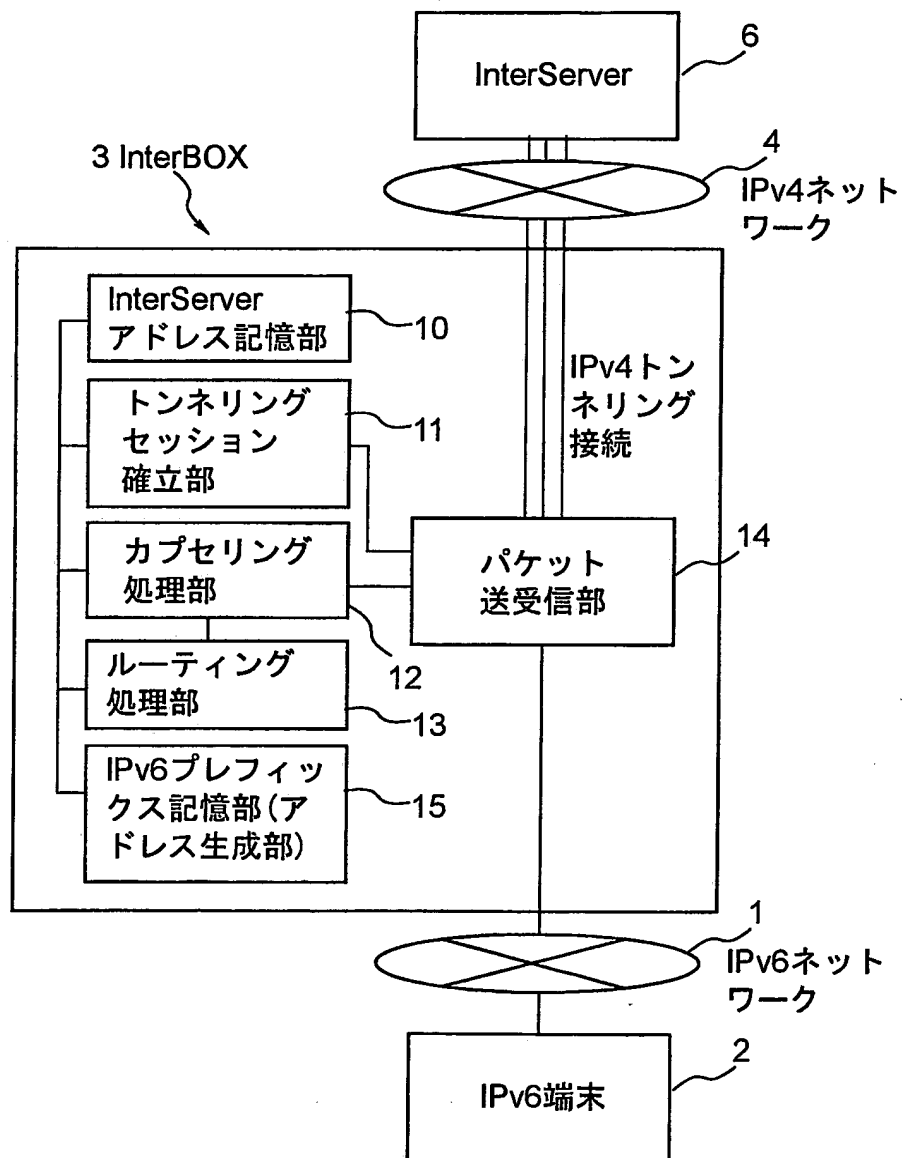 6
InterServer
3 InterBOX
4
IPv4ネット
ワーク
InterServer
アドレス記憶部
10
IPv4トン
ネリング
接続
トンネリング
セッション
確立部
11
カプセリング
処理部
12
パケット
送受信部
14
ルーティング
処理部
13
IPv6プレフィッ
クス記憶部(ア
ドレス生成部)
15
1
IPv6ネット
ワーク
2
IPv6端末